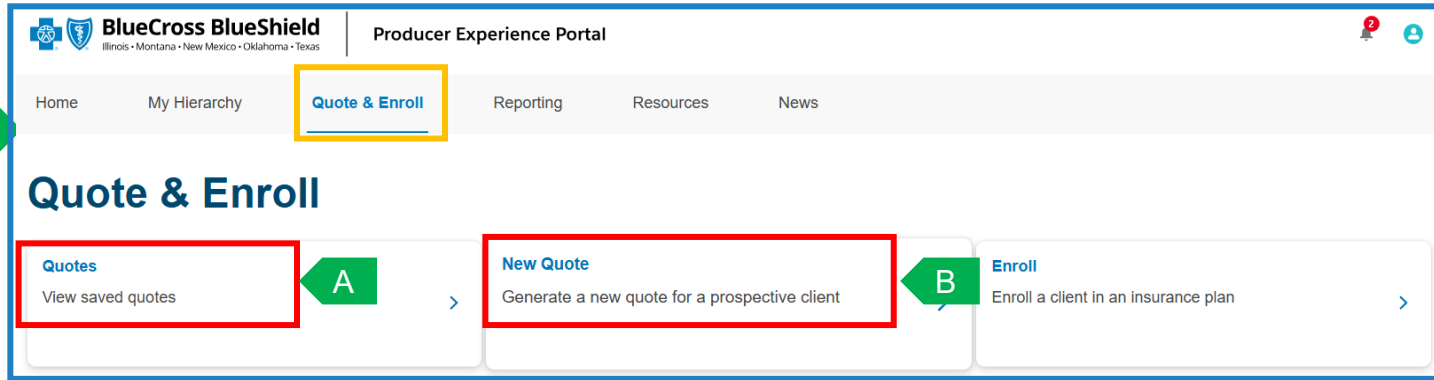 BlueCross BlueShield
Illinois • Montana • New Mexico • Oklahoma • Texas
Producer Experience Portal
2
Home My Hierarchy Quote & Enroll Reporting Resources News
Quote & Enroll
Quotes
View saved quotes
A
New Quote
Generate a new quote for a prospective client
B
Enroll
Enroll a client in an insurance plan